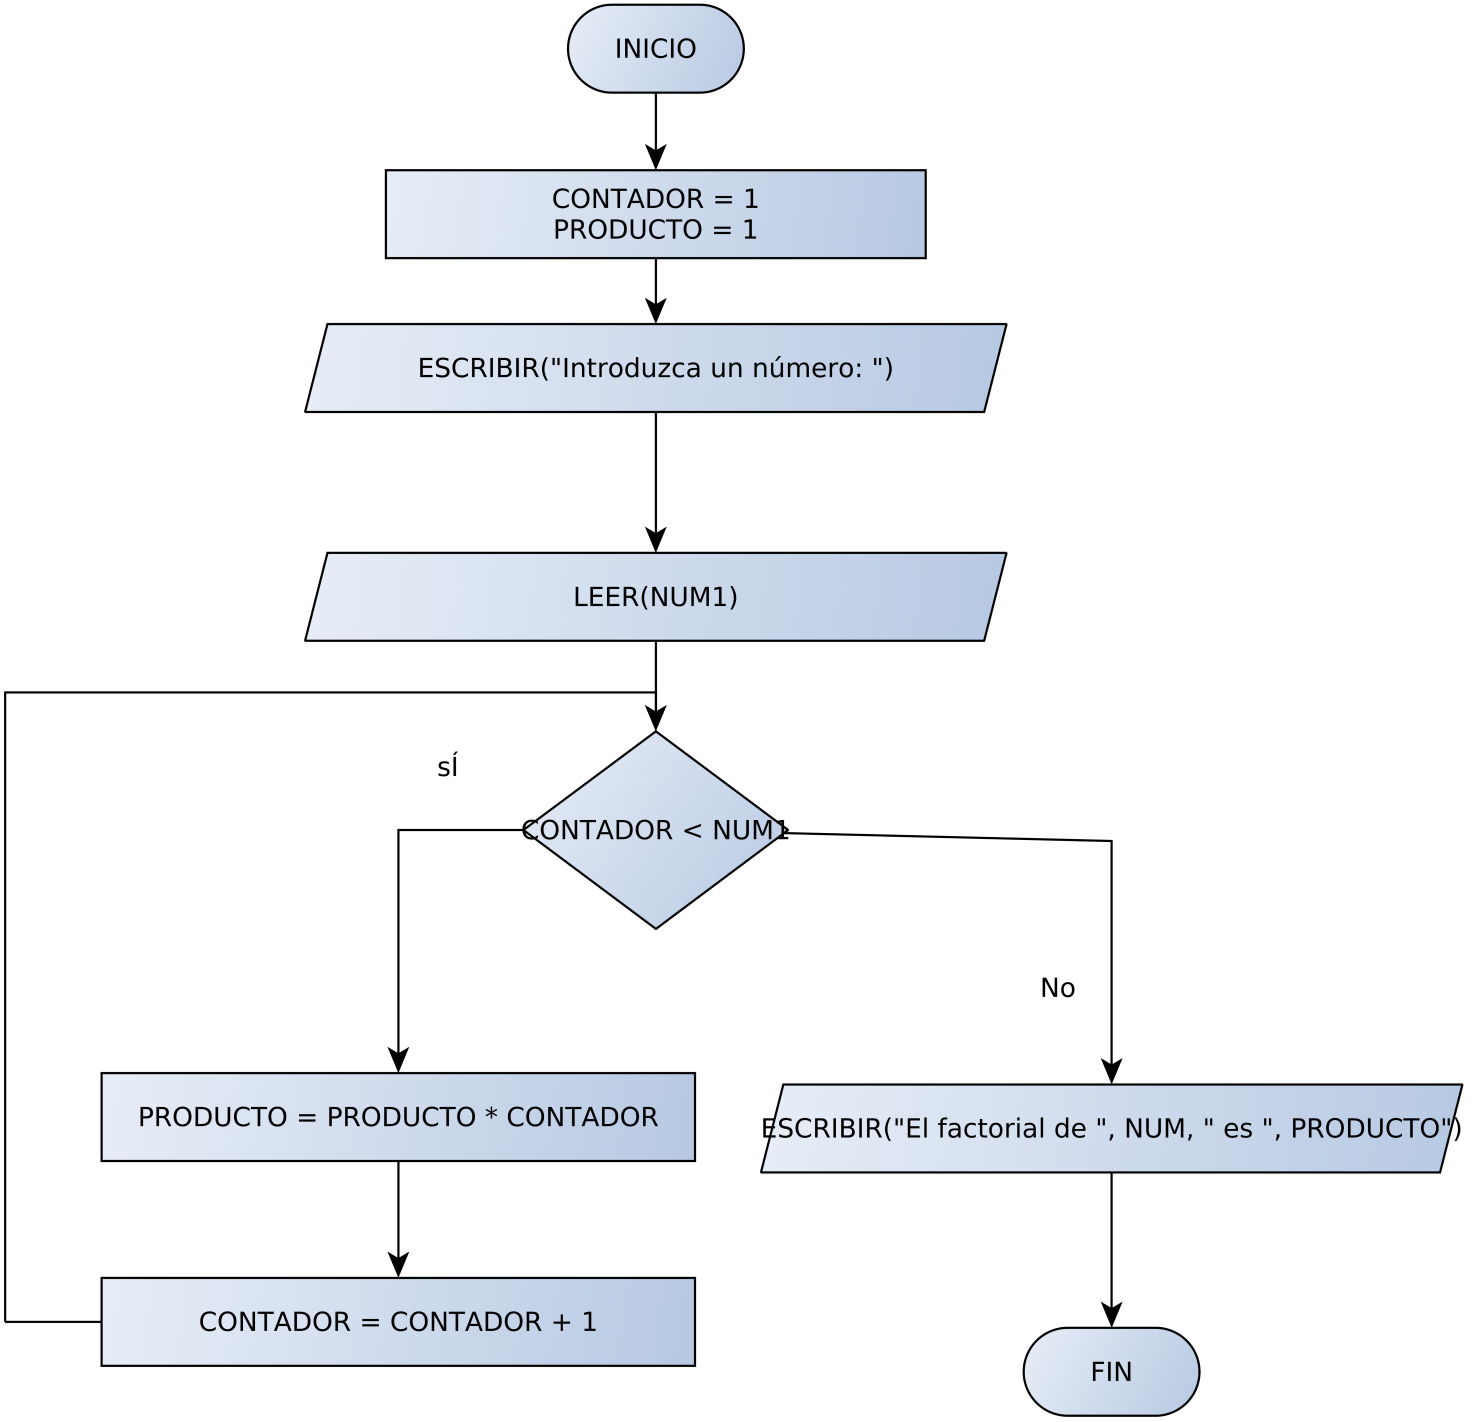 INICIO
CONTADOR = 1
PRODUCTO = 1
ESCRIBIR("Introduzca un número: ")
LEER(NUM1)
sÍ
CONTADOR < NUM1
No
PRODUCTO = PRODUCTO * CONTADOR
ESCRIBIR("El factorial de ", NUM, " es ", PRODUCTO")
CONTADOR = CONTADOR + 1
FIN